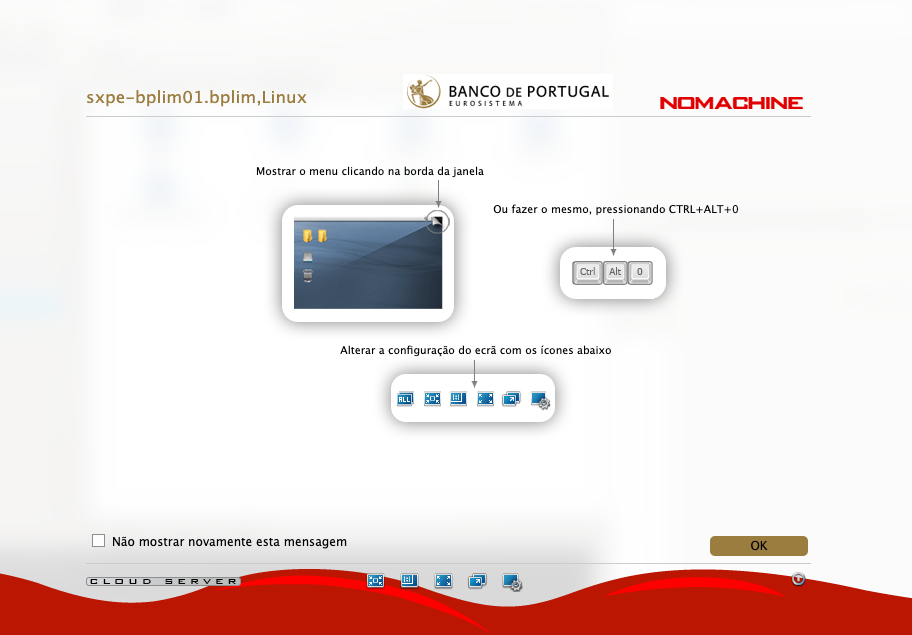 sxpe-bplim01.bplim,Linux
BANCO DE PORTUGAL
EUROSISTEMA
NOMACHINE
Mostrar o menu clicando na borda da janela
Ou fazer o mesmo, pressionando CTRL+ALT+0
Ctrl Alt 0
Alterar a configuração do ecrã com os ícones abaixo
ALL
Não mostrar novamente esta mensagem
OK
CLOUD SERVER